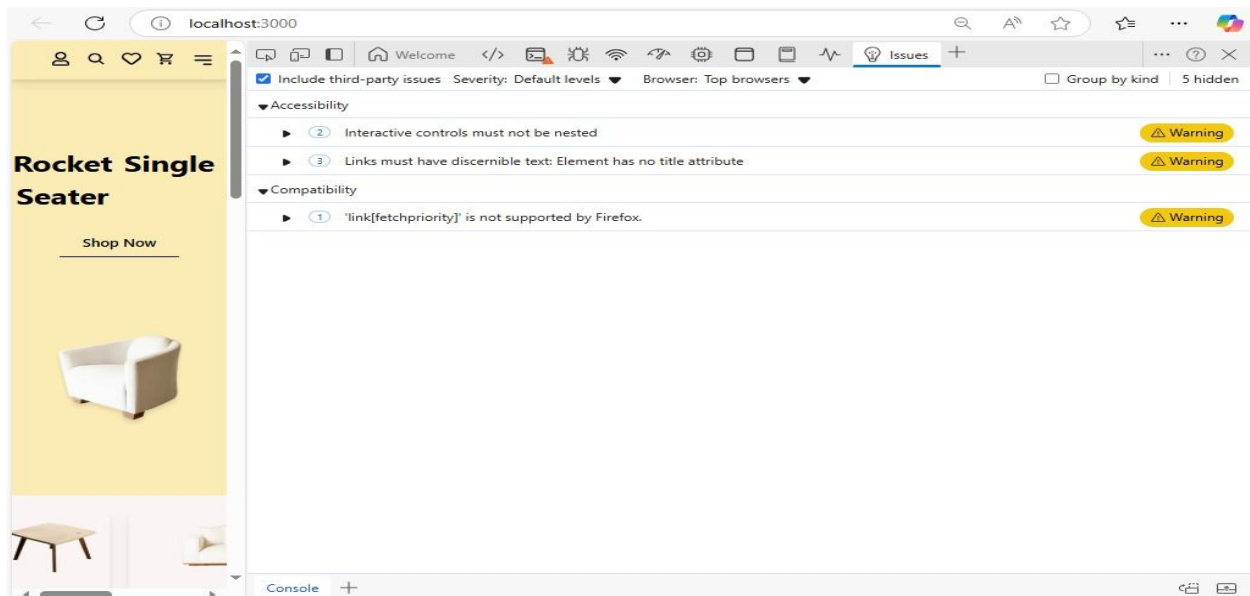 localhost:3000
Welcome
Issues
Include third-party issues Severity: Default levels Browser: Top browsers Group by kind 5 hidden
Accessibility
2 Interactive controls must not be nested Warning
3 Links must have discernible text: Element has no title attribute Warning
Compatibility
1 'link[fetchpriority]' is not supported by Firefox. Warning
Rocket Single
Seater
Shop Now
Console